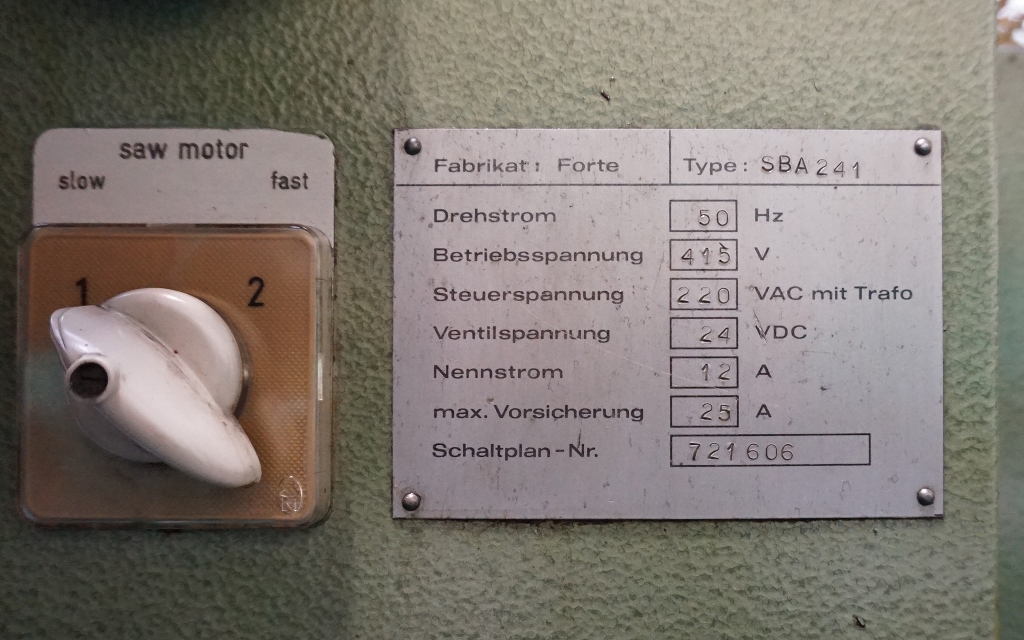 saw motor
slow fast
1 2
Fabrikat: Forte Type: SBA 241
Drehstrom 50 Hz
Betriebsspannung 415 V
Steuerspannung 220 VAC mit Trafo
Ventilspannung 24 VDC
Nennstrom 12 A
max. Vorsicherung 25 A
Schaltplan-Nr. 721606